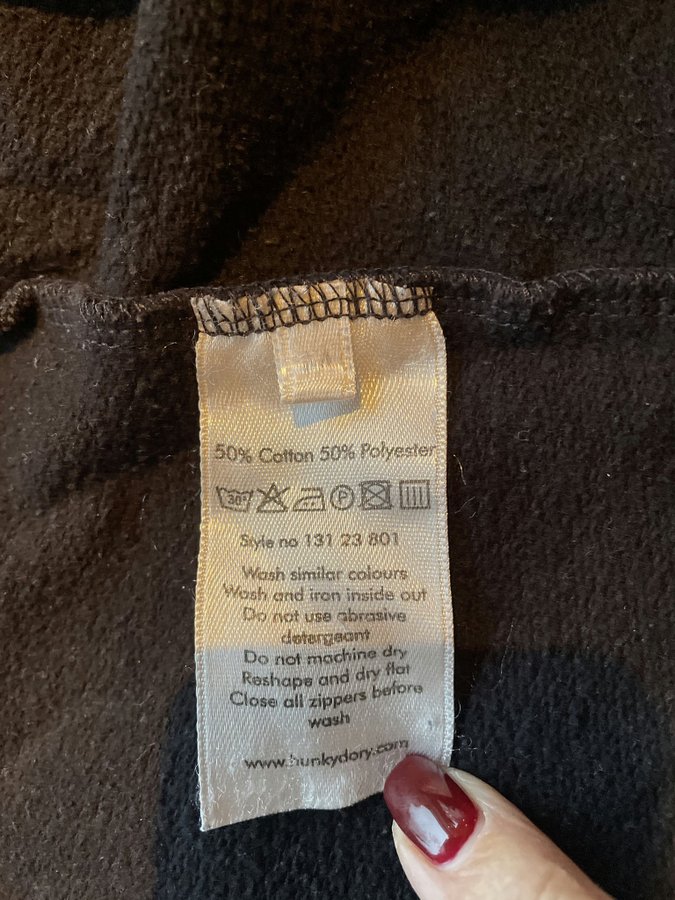 50% Cotton 50% Polyester
30° P
Style no 131 23 801
Wash similar colours
Wash and iron inside out
Do not use abrasive
detergeant
Do not machine dry
Reshape and dry flat
Close all zippers before
wash
www.hunkydory.com